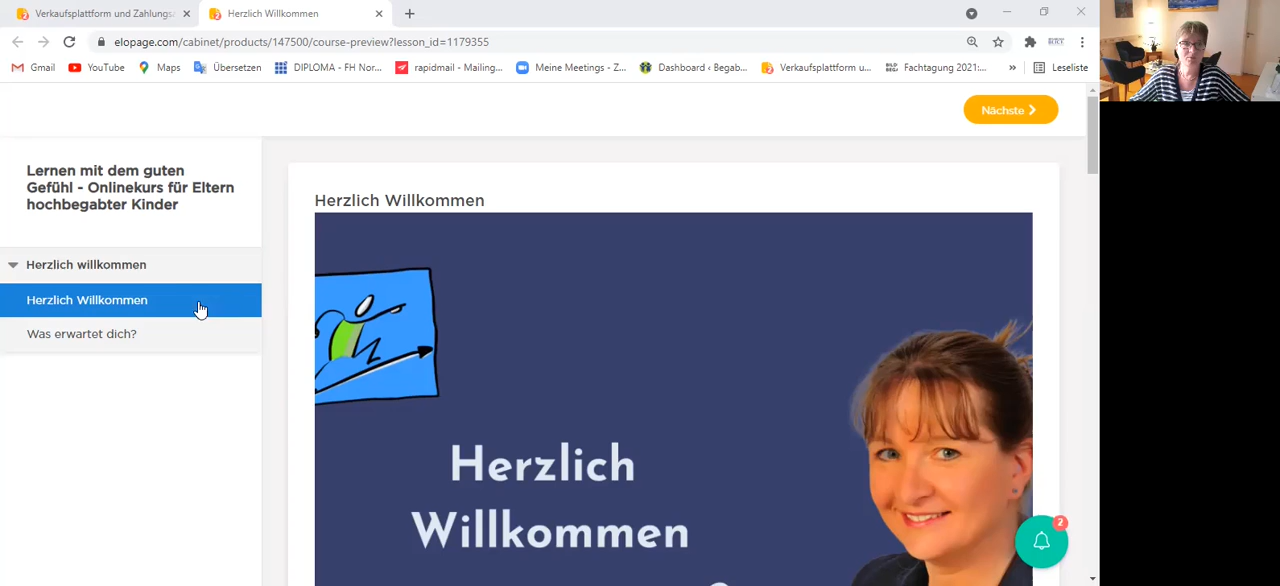 Verkaufsplattform und Zahlungs
Herzlich Willkommen
elopage.com/cabinet/products/147500/course-preview?lesson_id=1179355
Gmail
YouTube
Maps
Übersetzen
DIPLOMA - FH Nor...
rapidmail - Mailing...
Meine Meetings - Z...
Dashboard ‹ Begab...
Verkaufsplattform u...
Fachtagung 2021:...
»
Leseliste
Nächste
Lernen mit dem guten
Gefühl - Onlinekurs für Eltern
hochbegabter Kinder
Herzlich willkommen
Herzlich Willkommen
Was erwartet dich?
Herzlich Willkommen
Herzlich
Willkommen
2